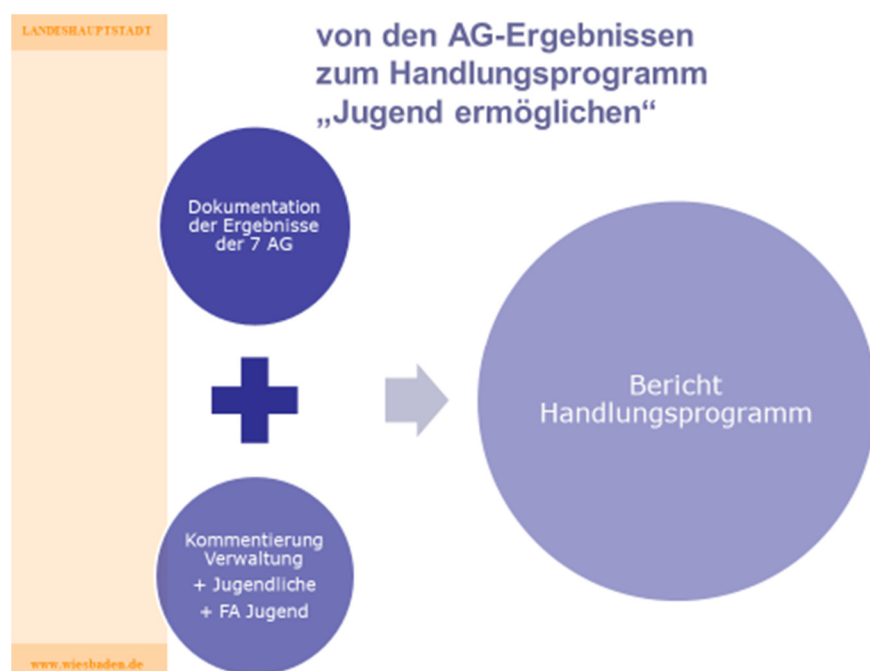 LANDESHAUPTSTADT
von den AG-Ergebnissen
zum Handlungsprogramm
„Jugend ermöglichen“
Dokumentation
der Ergebnisse
der 7 AG
Kommentierung
Verwaltung
+ Jugendliche
+ FA Jugend
Bericht
Handlungsprogramm
www.wiesbaden.de